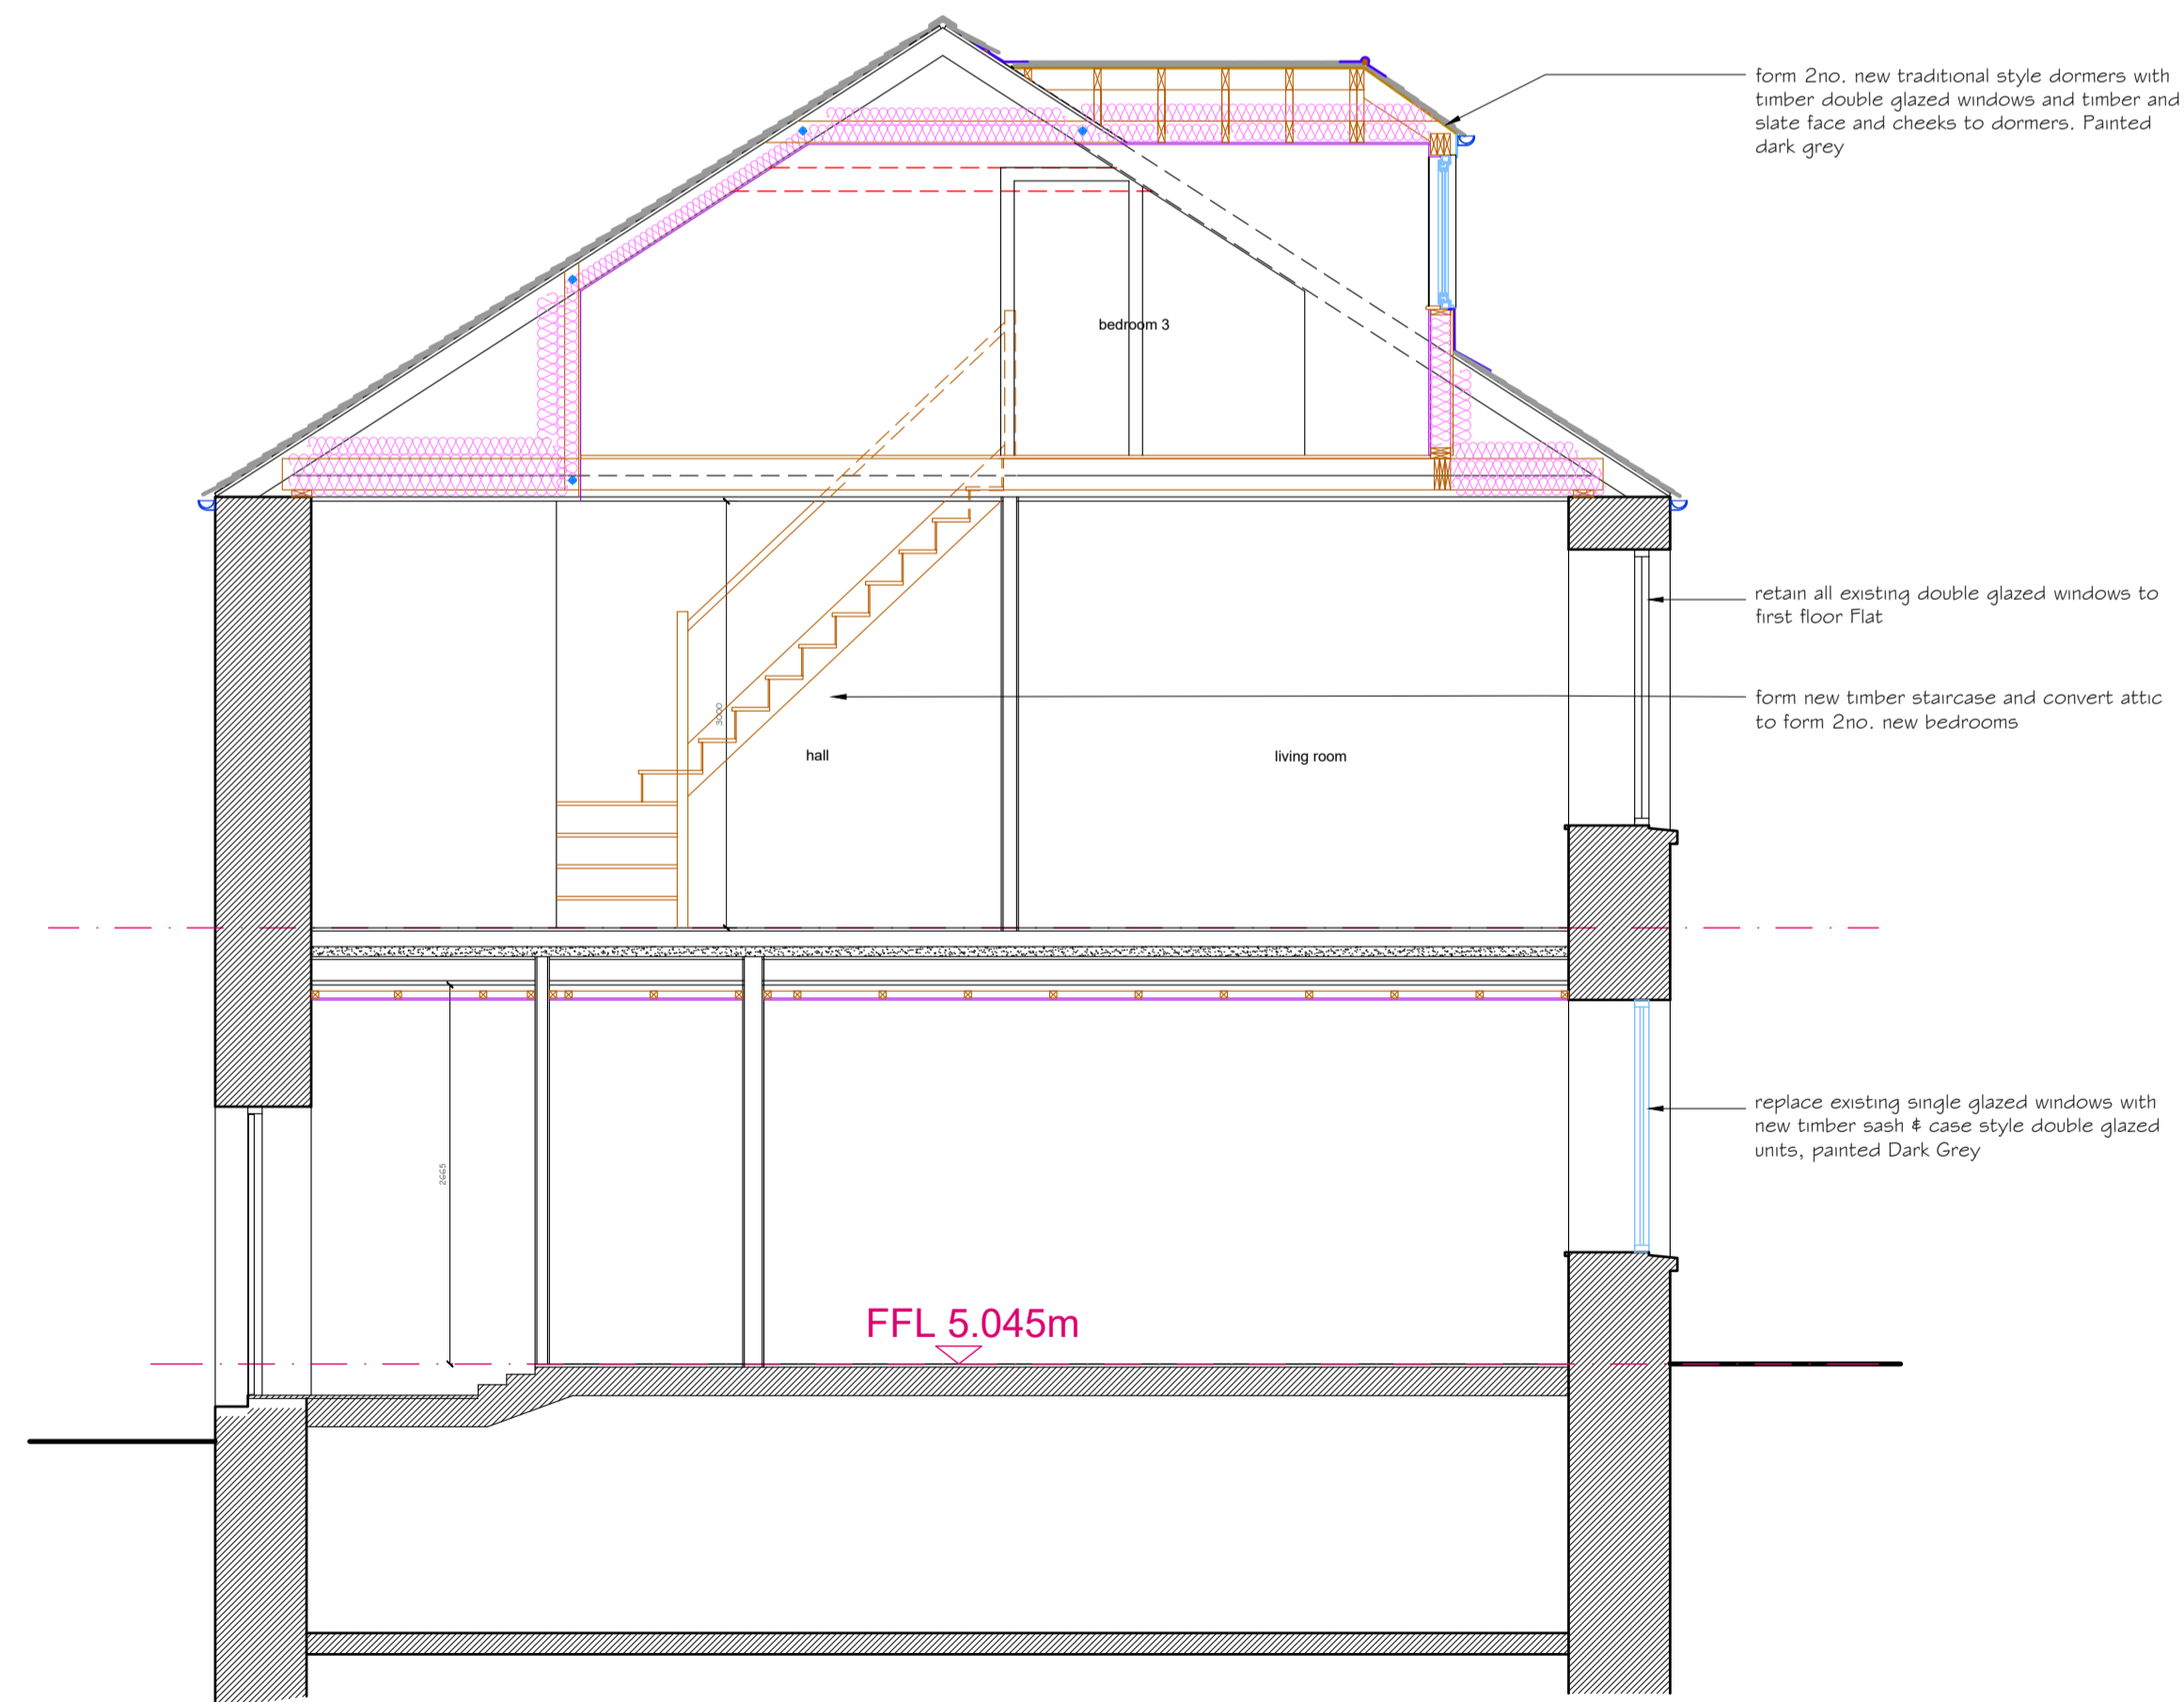 form 2no. new traditional style dormers with
timber double glazed windows and timber and
slate face and cheeks to dormers. Painted
dark grey
bedroom 3
retain all existing double glazed windows to
first floor Flat
form new timber staircase and convert attic
to form 2no. new bedrooms
3000
hall
living room
replace existing single glazed windows with
new timber sash & case style double glazed
units, painted Dark Grey
2665
FFL 5.045m